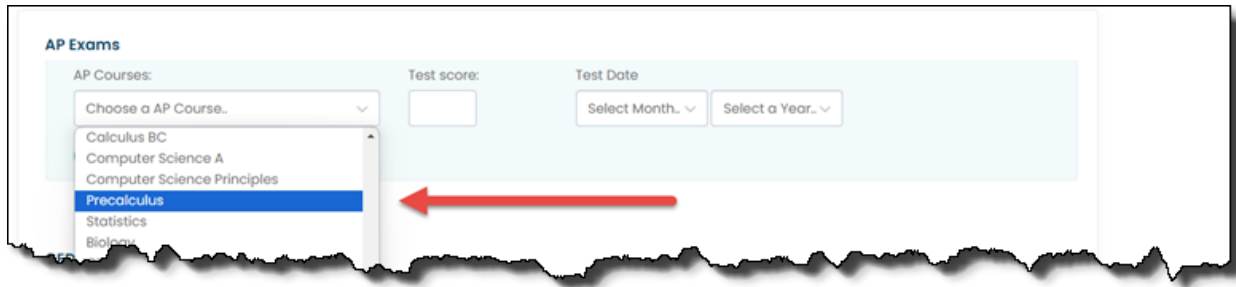 AP Exams
AP Courses: Test score: Test Date
Choose a AP Course.. Select Month.. Select a Year..
Calculus BC
Computer Science A
Computer Science Principles
Precalculus
Statistics
Biology